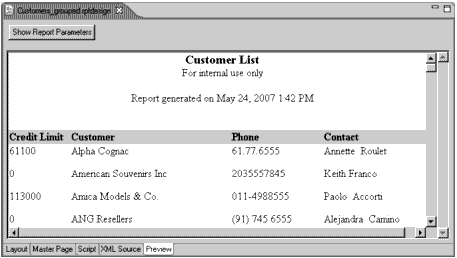 Customers_grouped.rptdesign
Show Report Parameters
Customer List
For internal use only
Report generated on May 24, 2007 1:42 PM
Credit Limit Customer Phone Contact
61100 Alpha Cognac 61.77.6555 Annette Roulet
0 American Souvenirs Inc 2035557845 Keith Franco
113000 Amica Models & Co. 011-4988555 Paolo Accorti
0 ANG Resellers (91) 745 6555 Alejandra Camino
Layout Master Page Script XML Source Preview